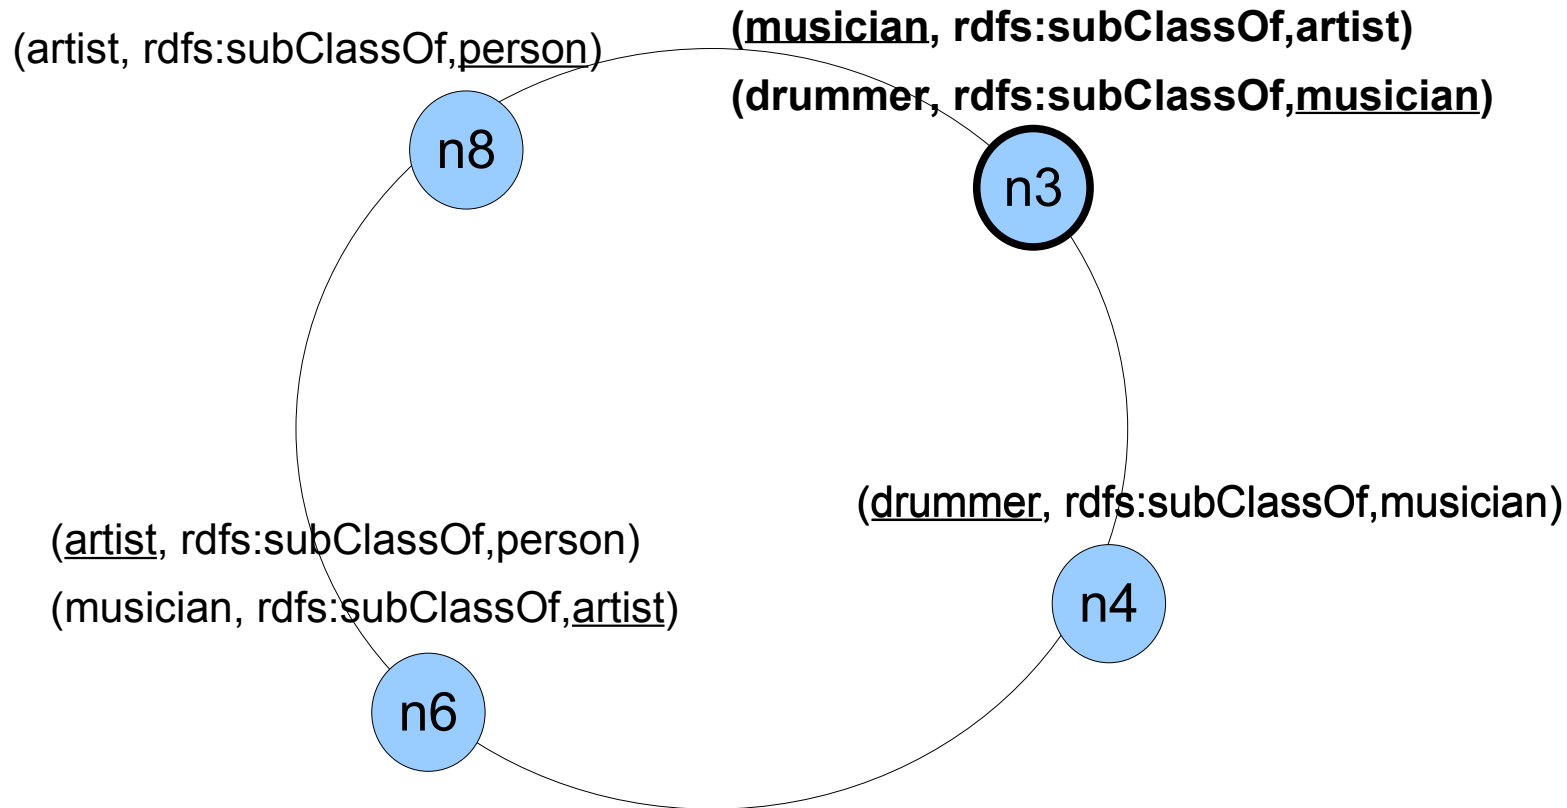 (artist, rdfs:subClassOf,person)
(musician, rdfs:subClassOf,artist)
(drummer, rdfs:subClassOf,musician)
n8
n3
(drummer, rdfs:subClassOf,musician)
(artist, rdfs:subClassOf,person)
(musician, rdfs:subClassOf,artist)
n4
n6